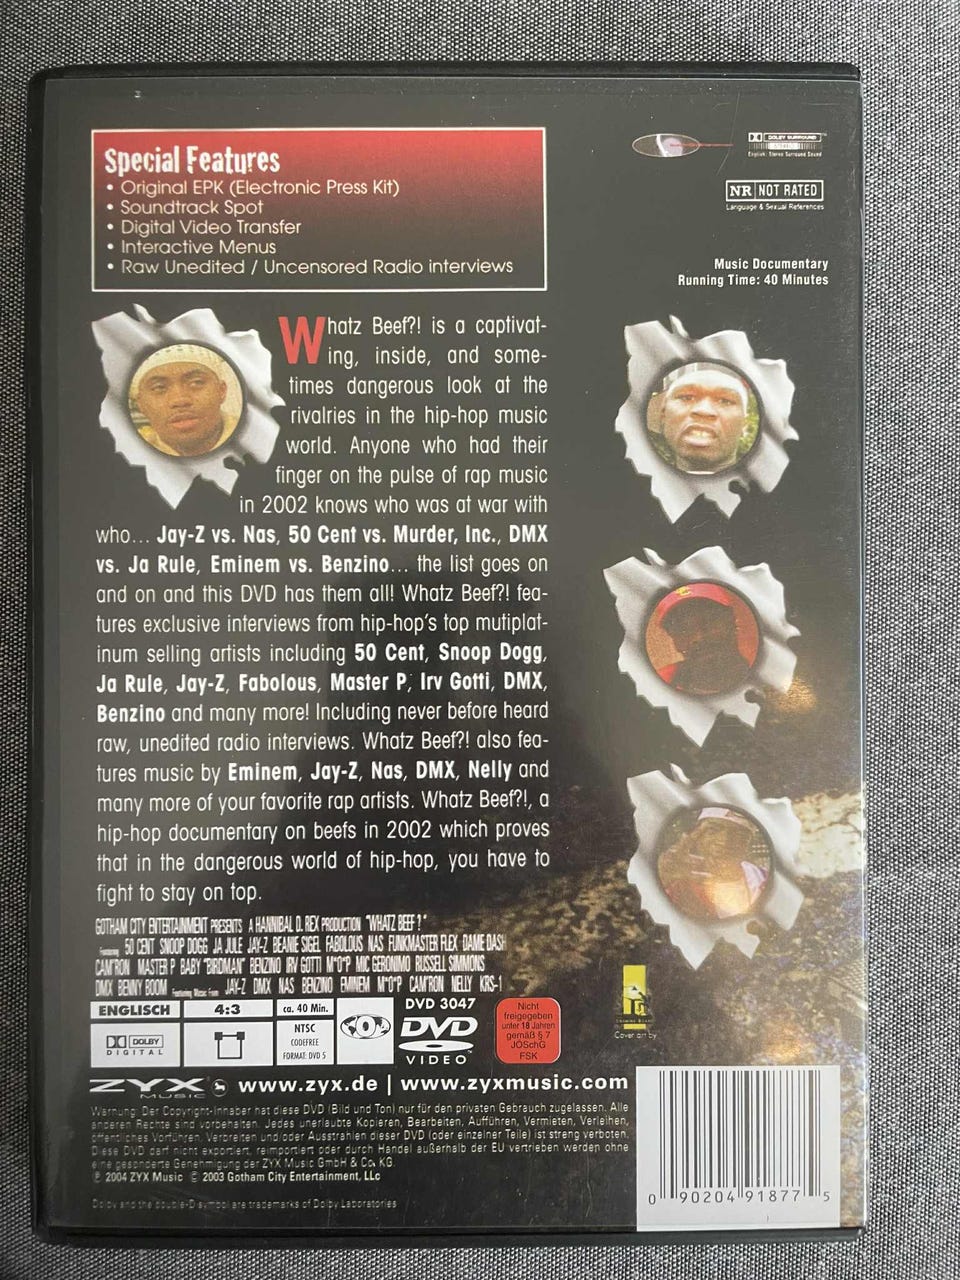 Special Features
• Original EPK (Electronic Press Kit)
• Soundtrack Spot
• Digital Video Transfer
• Interactive Menus
• Raw Unedited / Uncensored Radio interviews
DOLBY SURROUND
English: Stereo Surround Sound
NR NOT RATED
Language & Sexual References
Music Documentary
Running Time: 40 Minutes
Whatz Beef?! is a captivat-
ing, inside, and some-
times dangerous look at the
rivalries in the hip-hop music
world. Anyone who had their
finger on the pulse of rap music
in 2002 knows who was at war with
who... Jay-Z vs. Nas, 50 Cent vs. Murder, Inc., DMX
vs. Ja Rule, Eminem vs. Benzino... the list goes on
and on and this DVD has them all! Whatz Beef?! fea-
tures exclusive interviews from hip-hop's top mutiplat-
inum selling artists including 50 Cent, Snoop Dogg,
Ja Rule, Jay-Z, Fabolous, Master P, Irv Gotti, DMX,
Benzino and many more! Including never before heard
raw, unedited radio interviews. Whatz Beef?! also fea-
tures music by Eminem, Jay-Z, Nas, DMX, Nelly and
many more of your favorite rap artists. Whatz Beef?!, a
hip-hop documentary on beefs in 2002 which proves
that in the dangerous world of hip-hop, you have to
fight to stay on top.
GOTHAM CITY ENTERTAINMENT PRESENTS A HANNIBAL D. REX PRODUCTION "WHATZ BEEF?"
Featuring 50 CENT SNOOP DOGG JA JULE JAY-Z BEANIE SIGEL FABOLOUS NAS FUNKMASTER FLEX DAME DASH
CAM'RON MASTER P BABY "BIRDMAN" BENZINO IRV GOTTI M*O*P MIC GERONIMO RUSSELL SIMMONS
DMX BENNY BOOM Featuring Music From JAY-Z DMX NAS BENZINO EMINEM M*O*P CAM'RON NELLY KRS-1
ENGLISCH
DOLBY
DIGITAL
4:3
ca. 40 Min.
NTSC
CODEFREE
FORMAT: DVD 5
0
DVD 3047
DVD
VIDEO™
Nicht
freigegeben
unter 18 Jahren
gemäß § 7
JÖSchG
FSK
Cover art by
ZYX MUSIC www.zyx.de | www.zyxmusic.com
Warnung: Der Copyright-Inhaber hat diese DVD (Bild und Ton) nur für den privaten Gebrauch zugelassen. Alle
anderen Rechte sind vorbehalten. Jedes unerlaubte Kopieren, Bearbeiten, Aufführen, Vermieten, Verleihen,
öffentliches Vorführen, Verbreiten und/oder Ausstrahlen dieser DVD (oder einzelner Teile) ist streng verboten.
Diese DVD darf nicht exportiert, reimportiert oder durch Handel außerhalb der EU vertrieben werden ohne
eine gesonderte Genehmigung der ZYX Music GmbH & Co. KG.
℗ 2004 ZYX Music © 2003 Gotham City Entertainment, LLc
Dolby and the double-D symbol are trademarks of Dolby Laboratories
0 90204 91877 5